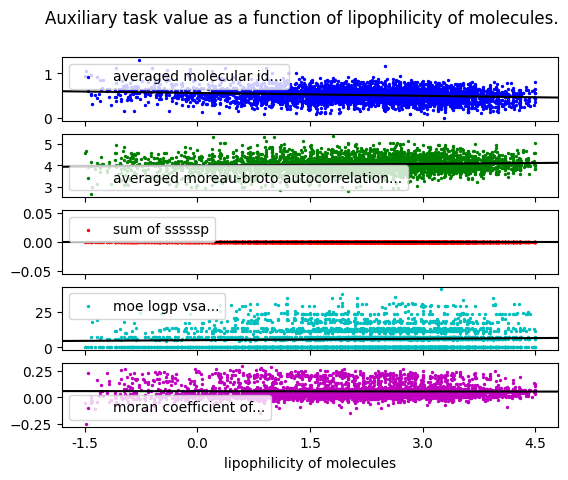 Auxiliary task value as a function of lipophilicity of molecules.
1
0
averaged molecular id...
5
4
3
averaged moreau-broto autocorrelation...
0.05
0.00
−0.05
sum of sssssp
25
0
moe logp vsa...
0.25
0.00
−0.25
moran coefficient of...
-1.5 0.0 1.5 3.0 4.5
lipophilicity of molecules